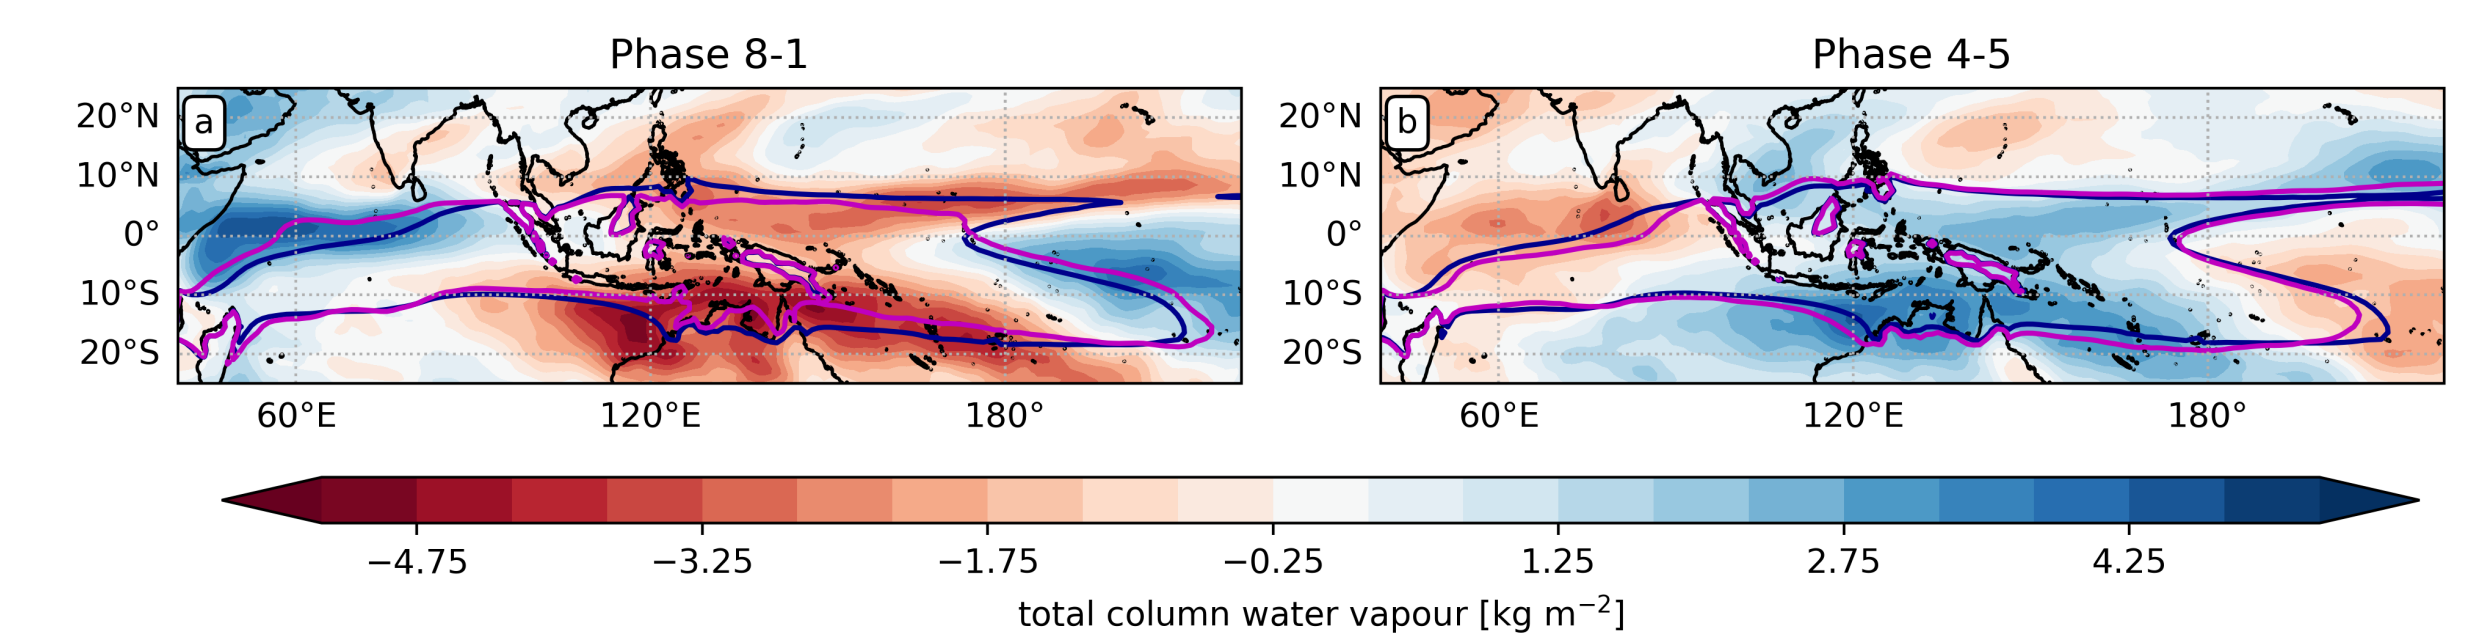 Phase 8-1
Phase 4-5
a
b
20°N
10°N
0°
10°S
20°S
20°N
10°N
0°
10°S
20°S
60°E 120°E 180°
60°E 120°E 180°
−4.75 −3.25 −1.75 −0.25 1.25 2.75 4.25
total column water vapour [kg m⁻²]